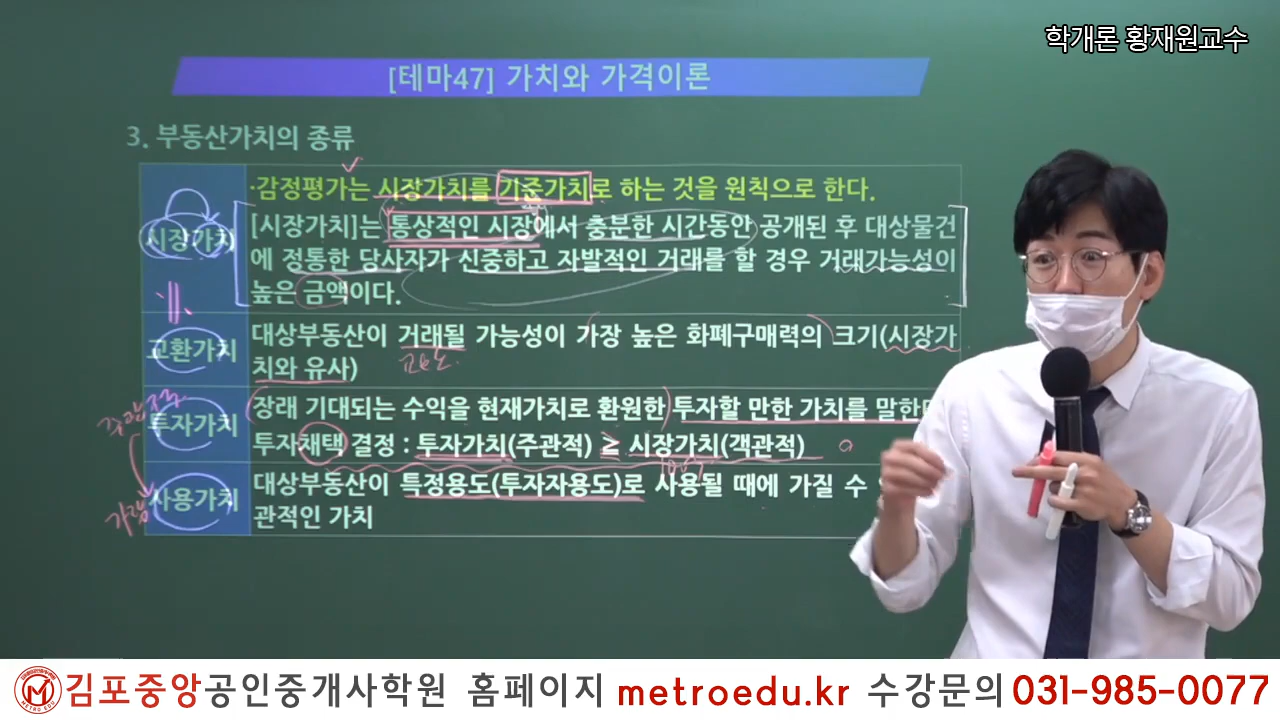 학개론 황재원교수
[테마47] 가치와 가격이론
3. 부동산가치의 종류
·감정평가는 시장가치를 기준가치로 하는 것을 원칙으로 한다.
시장가치
[시장가치]는 통상적인 시장에서 충분한 시간동안 공개된 후 대상물건
에 정통한 당사자가 신중하고 자발적인 거래를 할 경우 거래가능성이
높은 금액이다.
교환가치
대상부동산이 거래될 가능성이 가장 높은 화폐구매력의 크기(시장가
치와 유사)
투자가치
장래 기대되는 수익을 현재가치로 환원한 투자할 만한 가치를 말한
투자채택 결정 : 투자가치(주관적) ≥ 시장가치(객관적)
사용가치
대상부동산이 특정용도(투자자용도)로 사용될 때에 가질 수
관적인 가치
METRO EDU
김포중앙공인중개사학원 홈페이지 metroedu.kr 수강문의 031-985-0077